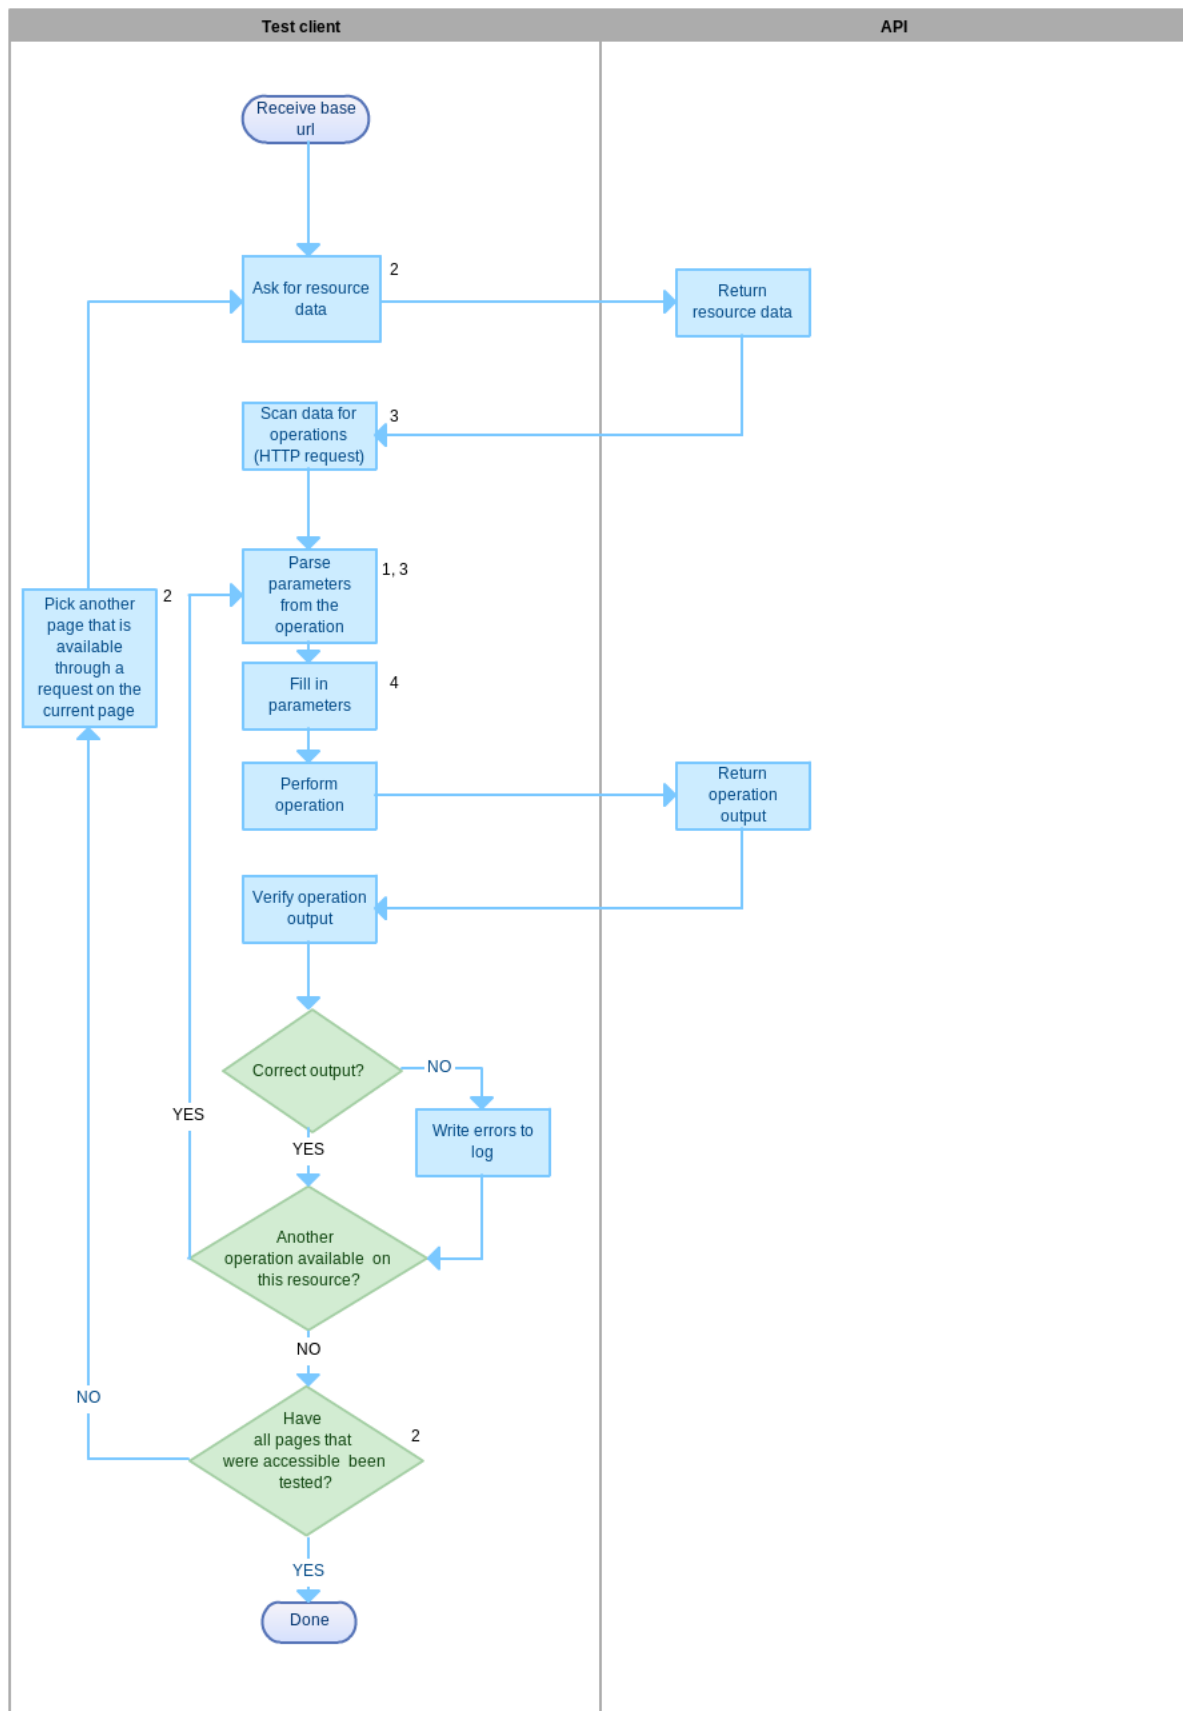 Test client
API
Receive base
url
Ask for resource
data
2
Return
resource data
Scan data for
operations
(HTTP request)
3
Parse
parameters
from the
operation
1, 3
Pick another
page that is
available
through a
request on the
current page
2
Fill in
parameters
4
Perform
operation
Return
operation
output
Verify operation
output
Correct output?
NO
YES
YES
Write errors to
log
Another
operation available on
this resource?
NO
NO
Have
all pages that
were accessible been
tested?
2
YES
Done